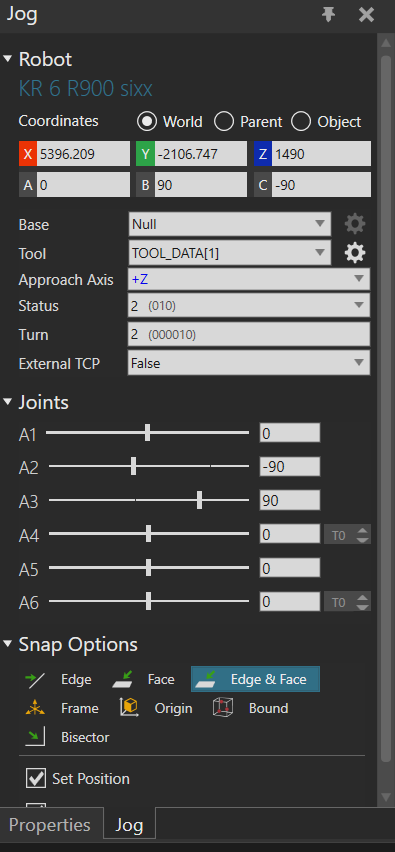 Jog
Robot
KR 6 R900 sixx
Coordinates World Parent Object
X 5396.209 Y -2106.747 Z 1490
A 0 B 90 C -90
Base Null
Tool TOOL_DATA[1]
Approach Axis +Z
Status 2 (010)
Turn 2 (000010)
External TCP False
Joints
A1 0
A2 -90
A3 90
A4 0 T0
A5 0
A6 0 T0
Snap Options
Edge Face Edge & Face
Frame Origin Bound
Bisector
Set Position
Properties Jog